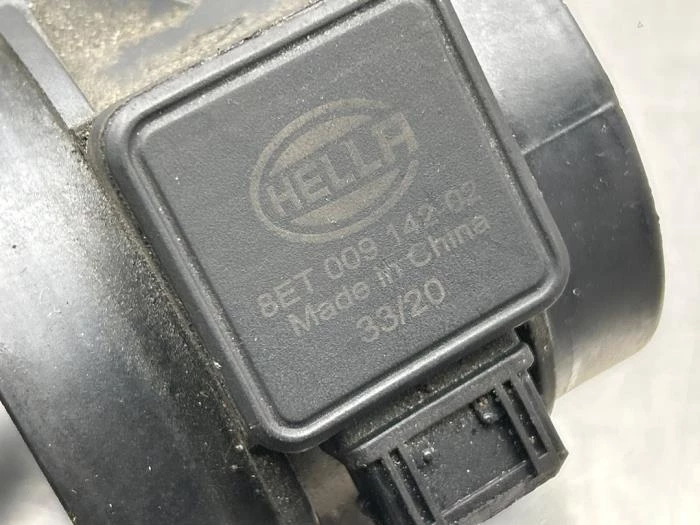 HELLA
8ET 009 142-02
Made in China
33/20